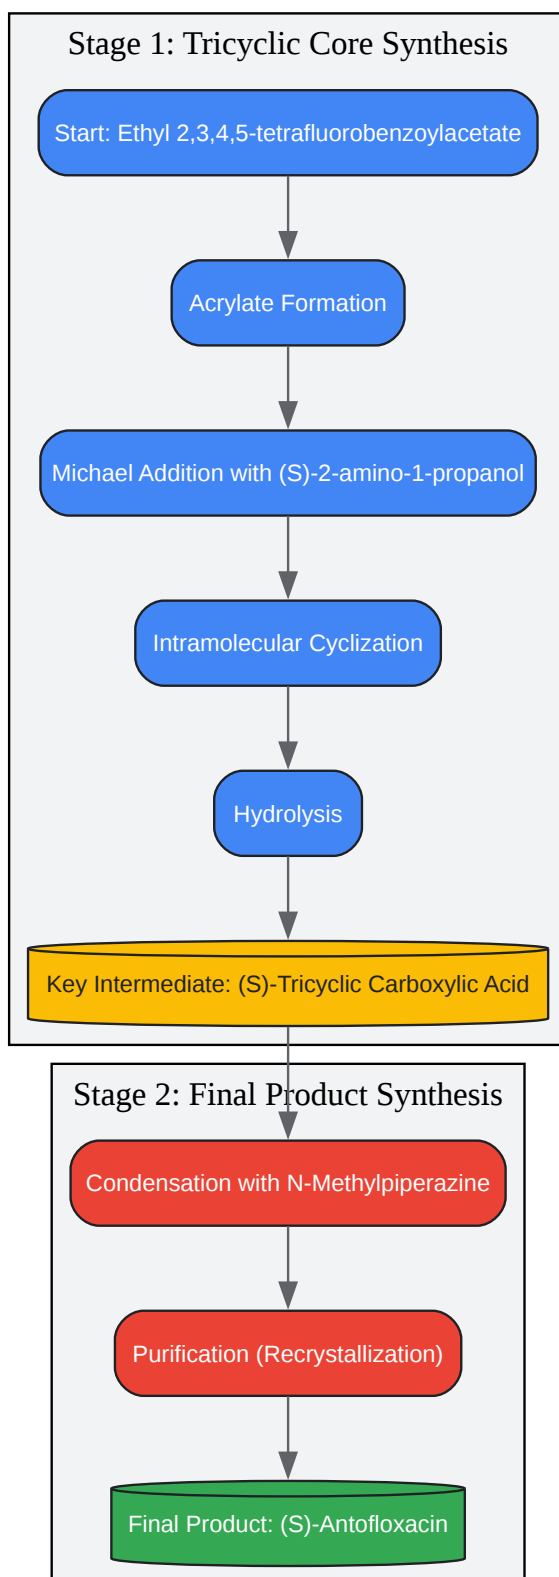 Stage 1: Tricyclic Core Synthesis
Start: Ethyl 2,3,4,5-tetrafluorobenzoylacetate
Acrylate Formation
Michael Addition with (S)-2-amino-1-propanol
Intramolecular Cyclization
Hydrolysis
Key Intermediate: (S)-Tricyclic Carboxylic Acid
Stage 2: Final Product Synthesis
Condensation with N-Methylpiperazine
Purification (Recrystallization)
Final Product: (S)-Antofloxacin